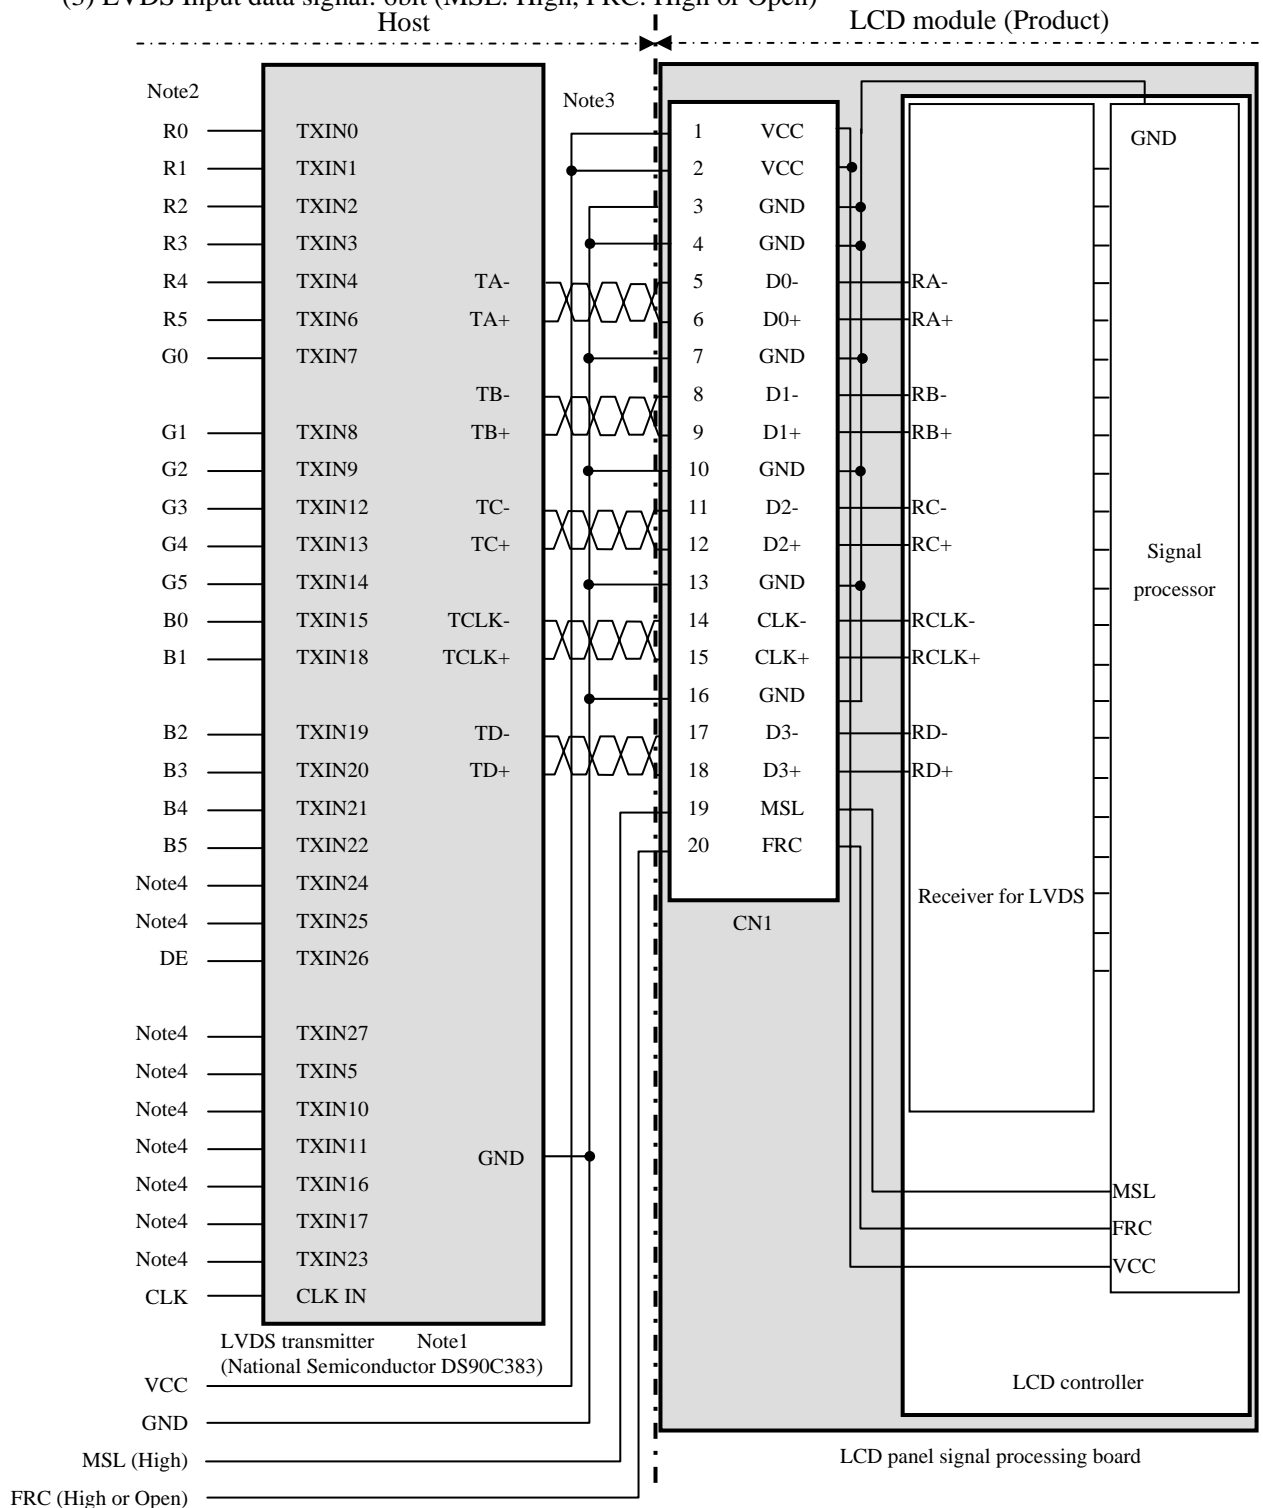 (3) LVDS Input data signal: 8bit (MSL: High, FRC: High or Open)
Host
LCD module (Product)
Note2
Note3
R0 TXIN0 1 VCC GND
R1 TXIN1 2 VCC
R2 TXIN2 3 GND
R3 TXIN3 4 GND
R4 TXIN4 TA- 5 D0- RA-
R5 TXIN6 TA+ 6 D0+ RA+
G0 TXIN7 7 GND
TB- 8 D1- RB-
G1 TXIN8 TB+ 9 D1+ RB+
G2 TXIN9 10 GND
G3 TXIN12 TC- 11 D2- RC-
G4 TXIN13 TC+ 12 D2+ RC+
Signal
processor
G5 TXIN14 13 GND
B0 TXIN15 TCLK- 14 CLK- RCLK-
B1 TXIN18 TCLK+ 15 CLK+ RCLK+
16 GND
B2 TXIN19 TD- 17 D3- RD-
B3 TXIN20 TD+ 18 D3+ RD+
B4 TXIN21 19 MSL
B5 TXIN22 20 FRC
Note4 TXIN24
Receiver for LVDS
Note4 TXIN25
CN1
DE TXIN26
Note4 TXIN27
Note4 TXIN5
Note4 TXIN10
Note4 TXIN11 GND
Note4 TXIN16 MSL
Note4 TXIN17 FRC
Note4 TXIN23 VCC
CLK CLK IN
LVDS transmitter Note1
(National Semiconductor DS90C383)
VCC
LCD controller
GND
MSL (High)
LCD panel signal processing board
FRC (High or Open)